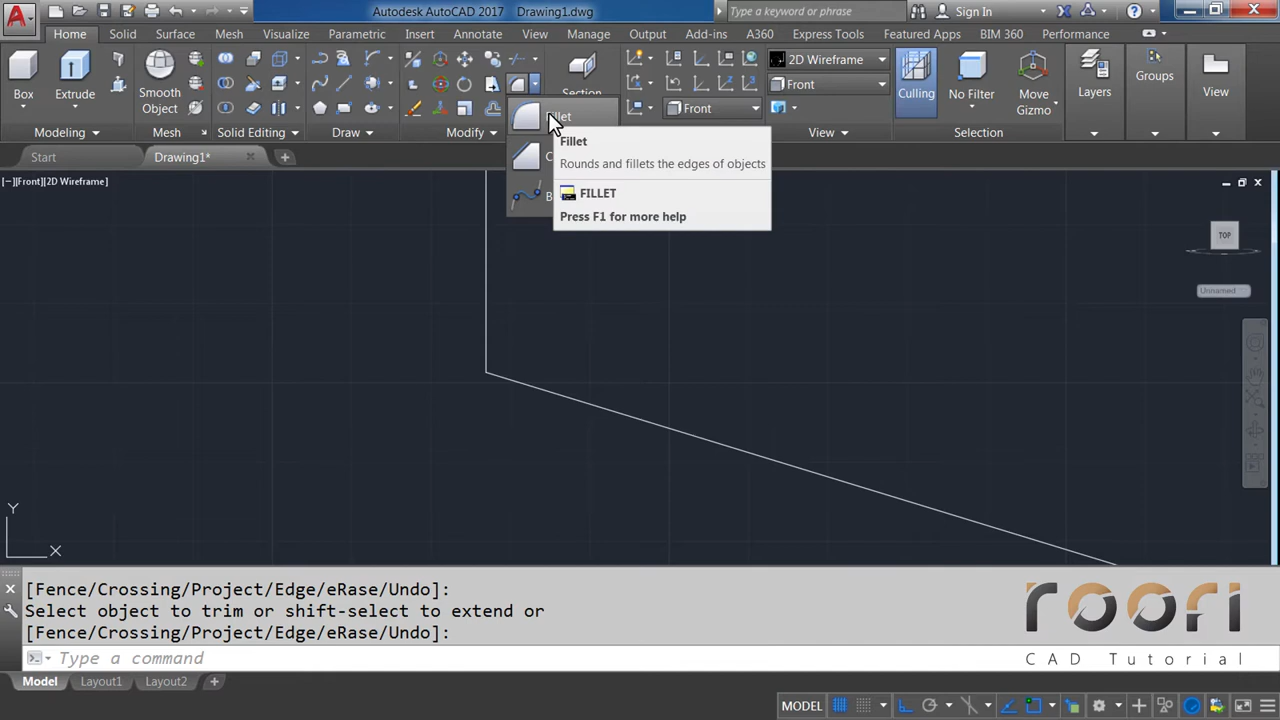 Autodesk AutoCAD 2017 Drawing1.dwg
Type a keyword or phrase
Sign In
Home Solid Surface Mesh Visualize Parametric Insert Annotate View Manage Output Add-ins A360 Express Tools Featured Apps BIM 360 Performance
Box
Extrude
Smooth
Object
Section
2D Wireframe
Front
Front
Culling
No Filter
Move
Gizmo
Layers
Groups
View
Modeling
Mesh
Solid Editing
Draw
Modify
View
Selection
Start
Drawing1*
[−][Front][2D Wireframe]
Fillet
Rounds and fillets the edges of objects
FILLET
Press F1 for more help
TOP
Unnamed
Y
X
[Fence/Crossing/Project/Edge/eRase/Undo]:
Select object to trim or shift-select to extend or
[Fence/Crossing/Project/Edge/eRase/Undo]:
Type a command
roori
CAD Tutorial
Model Layout1 Layout2
MODEL